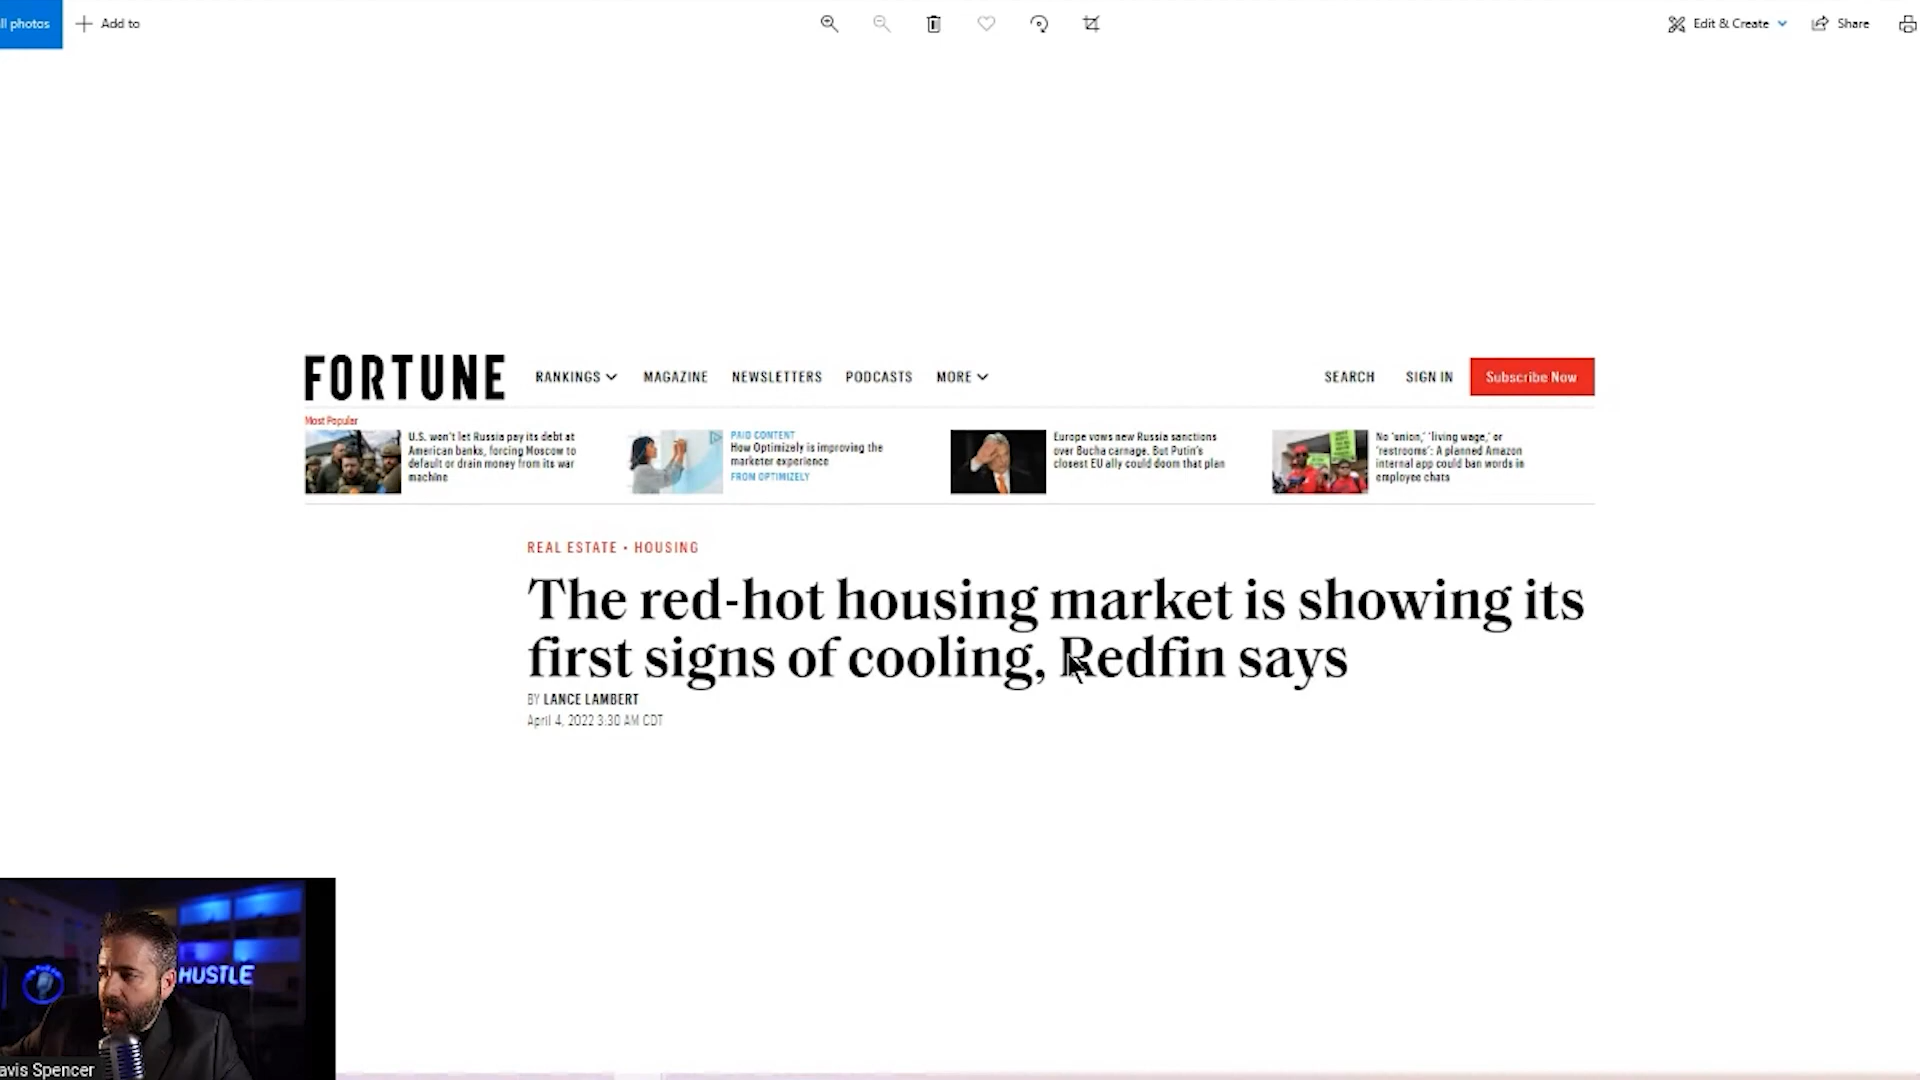 ll photos
Add to
Edit & Create
Share
FORTUNE
RANKINGS
MAGAZINE
NEWSLETTERS
PODCASTS
MORE
SEARCH
SIGN IN
Subscribe Now
Most Popular
U.S. won't let Russia pay its debt at
American banks, forcing Moscow to
default or drain money from its war
machine
PAID CONTENT
How Optimizely is improving the
marketer experience
FROM OPTIMIZELY
Europe vows new Russia sanctions
over Bucha carnage. But Putin's
closest EU ally could doom that plan
No 'union,' 'living wage,' or
'restrooms': A planned Amazon
internal app could ban words in
employee chats
REAL ESTATE • HOUSING
The red-hot housing market is showing its
first signs of cooling, Redfin says
BY LANCE LAMBERT
April 4, 2022 3:30 AM CDT
HUSTLE
avis Spencer